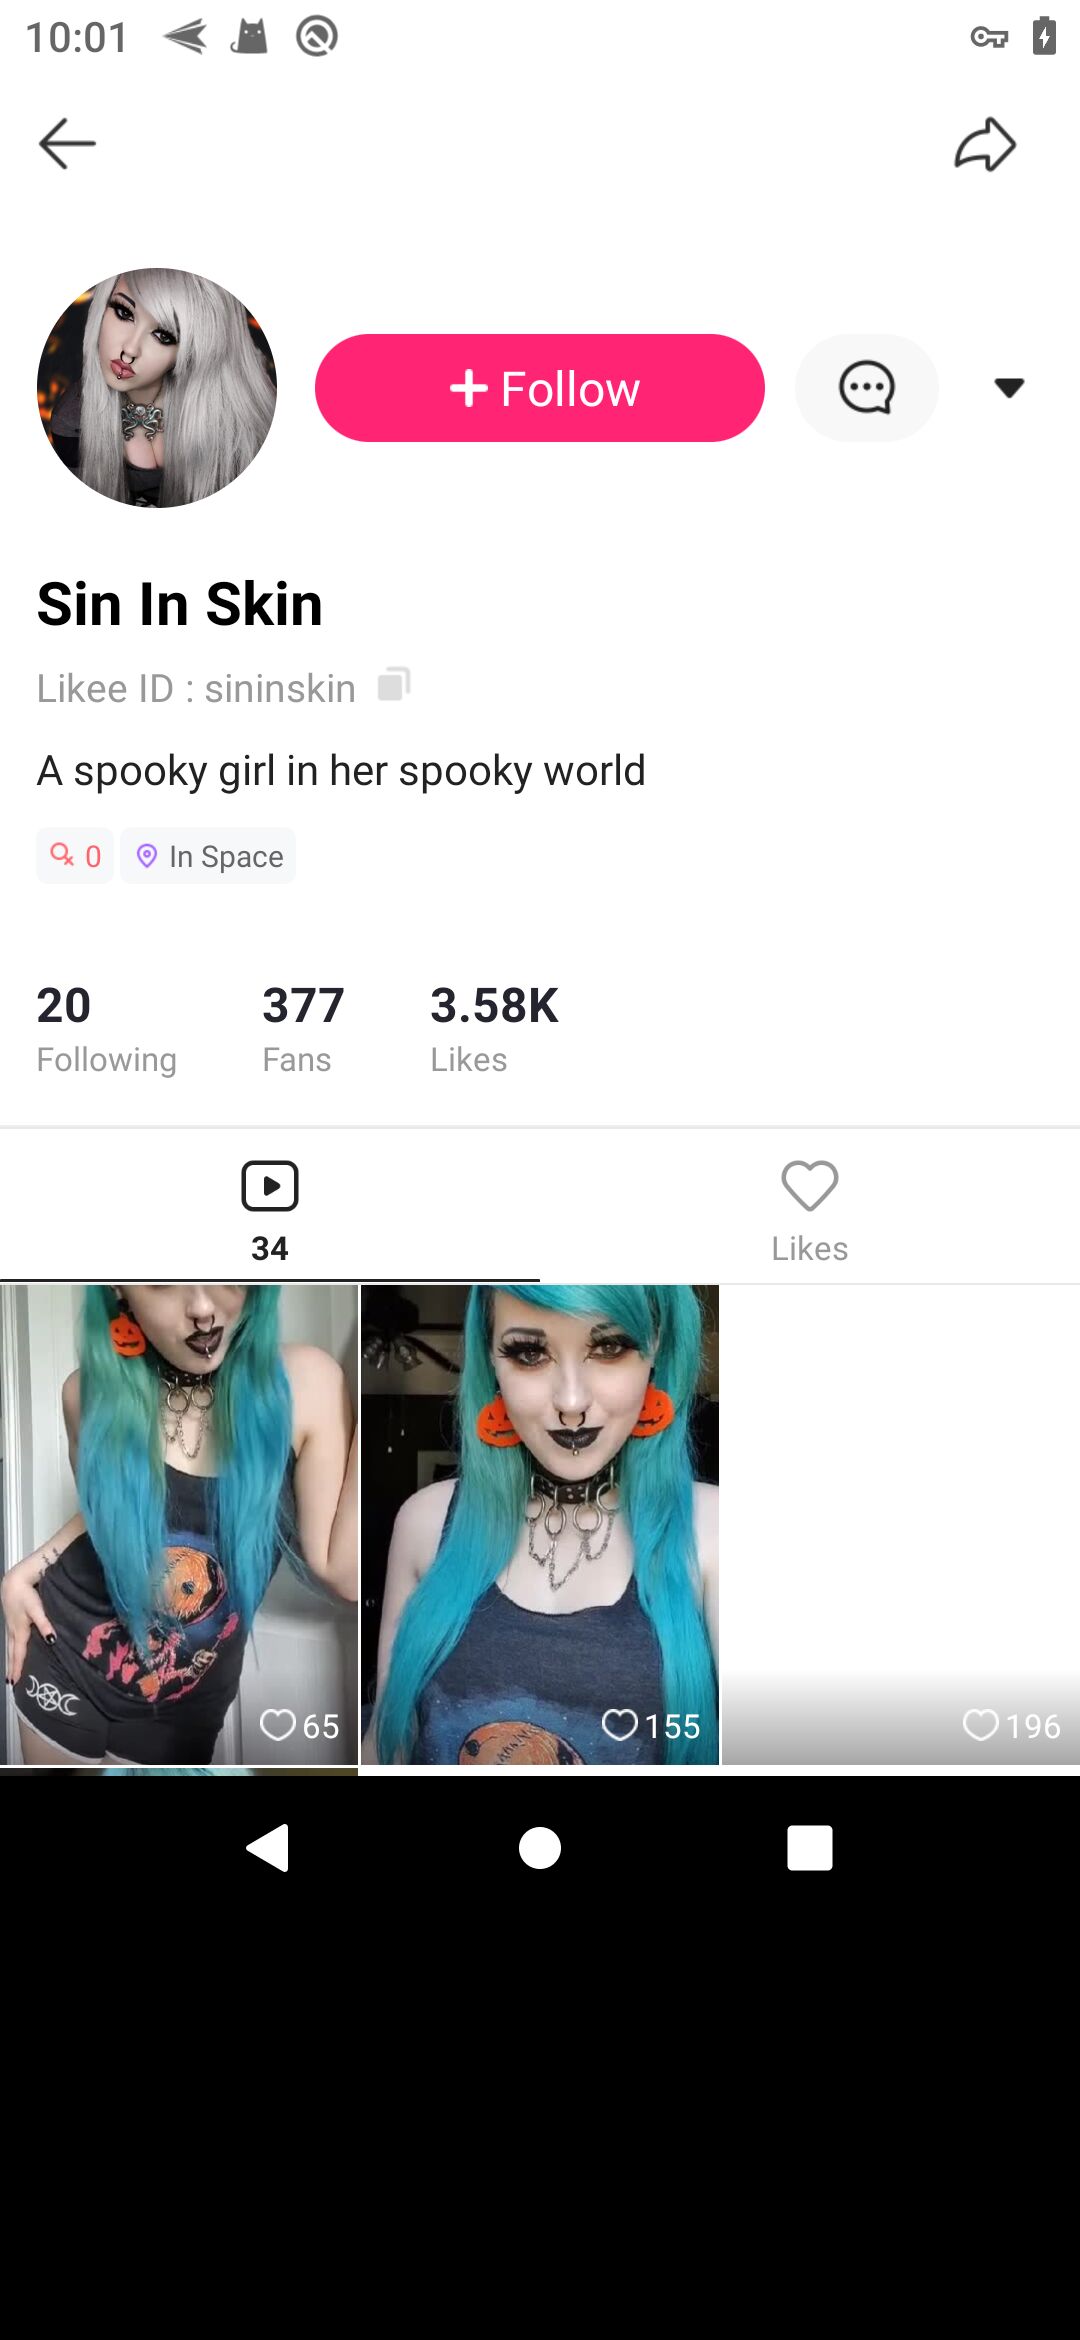 10:01
+ Follow
Sin In Skin
Likee ID : sininskin
A spooky girl in her spooky world
0 In Space
20 377 3.58K
Following Fans Likes
34 Likes
65 155 196